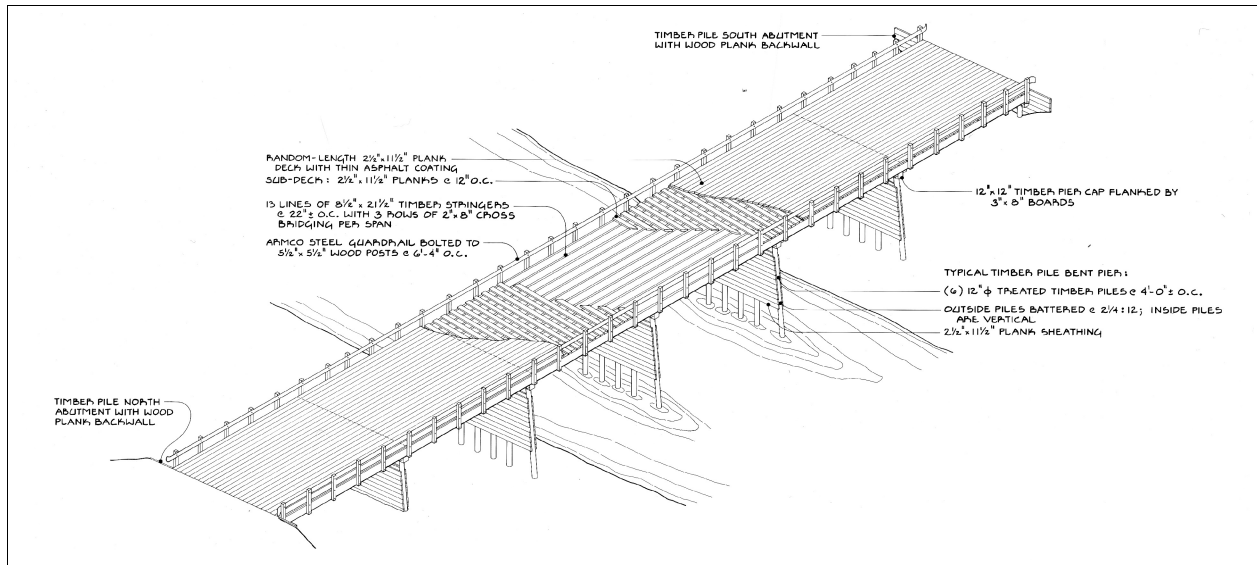 TIMBER PILE SOUTH ABUTMENT
WITH WOOD PLANK BACKWALL
RANDOM-LENGTH 2½"x11½" PLANK
DECK WITH THIN ASPHALT COATING
SUB-DECK: 2½"x11½" PLANKS @ 12" O.C.
13 LINES OF 8½"x 21½" TIMBER STRINGERS
@ 22"± O.C. WITH 3 ROWS OF 2"x8" CROSS
BRIDGING PER SPAN
ARMCO STEEL GUARDRAIL BOLTED TO
5½"x 5½" WOOD POSTS @ 6'-4" O.C.
12"x 12" TIMBER PIER CAP FLANKED BY
3"x 8" BOARDS
TYPICAL TIMBER PILE BENT PIER:
(6) 12" ϕ TREATED TIMBER PILES @ 4'-0"± O.C.
OUTSIDE PILES BATTERED @ 2¼:12; INSIDE PILES
ARE VERTICAL
2½"x11½" PLANK SHEATHING
TIMBER PILE NORTH
ABUTMENT WITH WOOD
PLANK BACKWALL